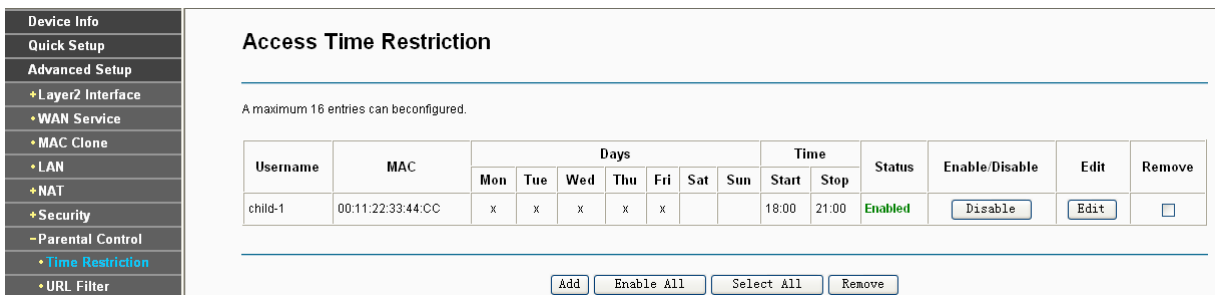 Device Info
Quick Setup
Advanced Setup
+Layer2 Interface
•WAN Service
•MAC Clone
•LAN
+NAT
+Security
-Parental Control
•Time Restriction
•URL Filter
Access Time Restriction
A maximum 16 entries can beconfigured.
Username MAC Days Time Status Enable/Disable Edit Remove
Mon Tue Wed Thu Fri Sat Sun Start Stop
child-1 00:11:22:33:44:CC x x x x x 18:00 21:00 Enabled Disable Edit
Add Enable All Select All Remove